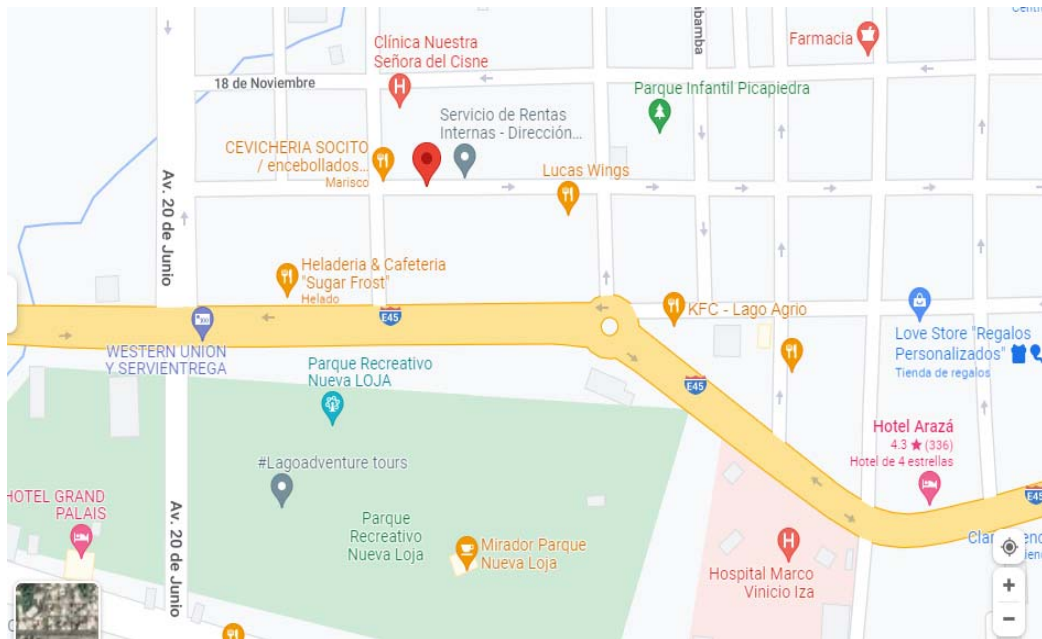 Clínica Nuestra
Señora del Cisne
Farmacia
18 de Noviembre
Parque Infantil Picapiedra
Servicio de Rentas
Internas - Dirección...
CEVICHERIA SOCITO
/ encebollados...
Marisco
Lucas Wings
Av. 20 de Junio
Heladeria & Cafeteria
"Sugar Frost"
Helado
E45
KFC - Lago Agrio
WESTERN UNION
Y SERVIENTREGA
Love Store "Regalos
Personalizados"
Tienda de regalos
Parque Recreativo
Nueva LOJA
E45
Hotel Arazá
4.3 ★ (336)
Hotel de 4 estrellas
#Lagoadventure tours
HOTEL GRAND
PALAIS
Av. 20 de Junio
Parque
Recreativo
Nueva Loja
Mirador Parque
Nueva Loja
E45
Hospital Marco
Vinicio Iza
+
−